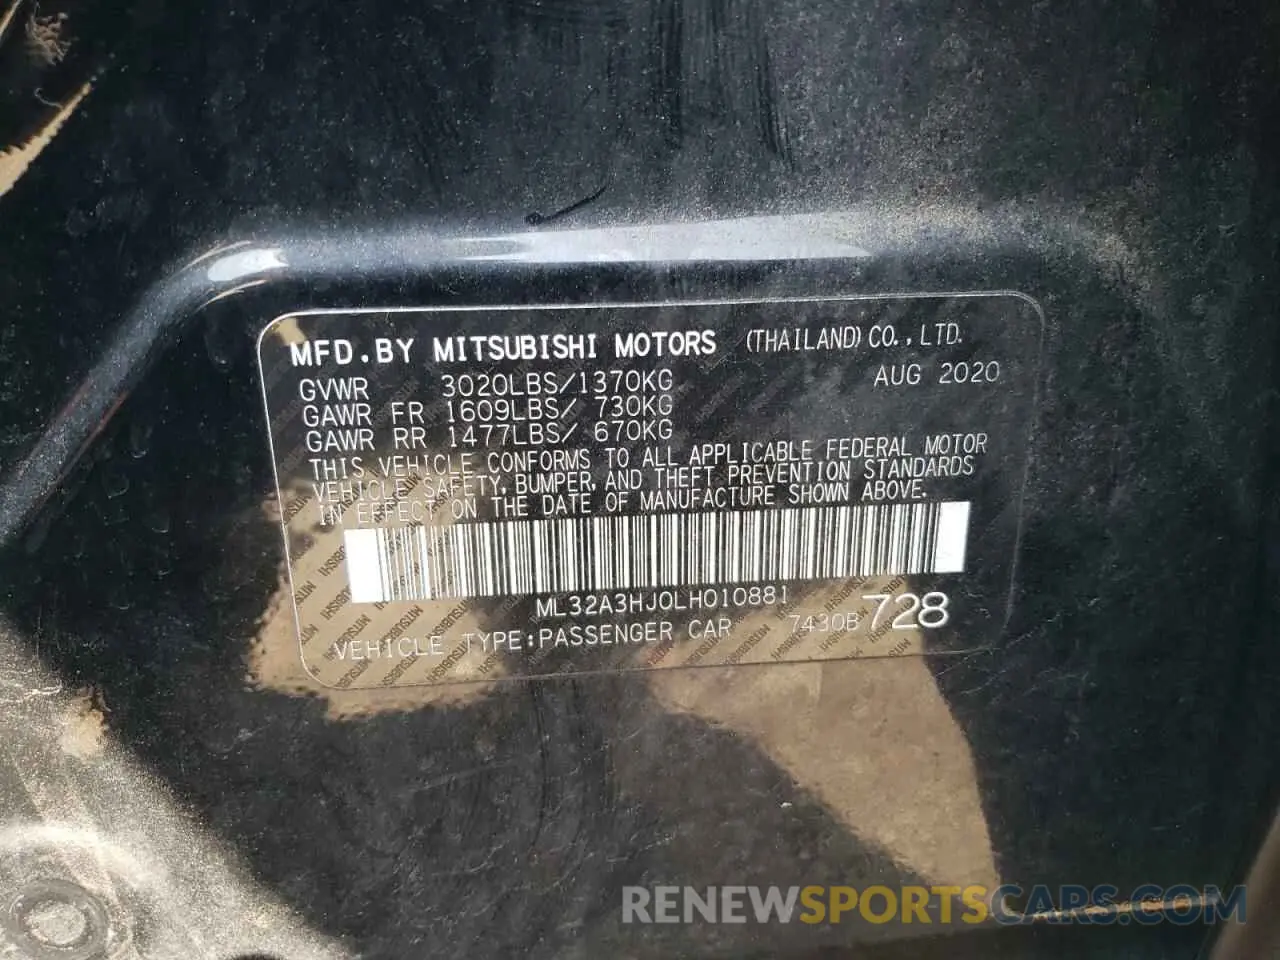 MFD.BY MITSUBISHI MOTORS (THAILAND) CO., LTD.
GVWR 3020LBS/1370KG AUG 2020
GAWR FR 1609LBS/ 730KG
GAWR RR 1477LBS/ 670KG
THIS VEHICLE CONFORMS TO ALL APPLICABLE FEDERAL MOTOR
VEHICLE SAFETY, BUMPER, AND THEFT PREVENTION STANDARDS
IN EFFECT ON THE DATE OF MANUFACTURE SHOWN ABOVE.
ML32A3HJ0LH010881
VEHICLE TYPE:PASSENGER CAR 7430B 728
RENEWSPORTSCARS.COM